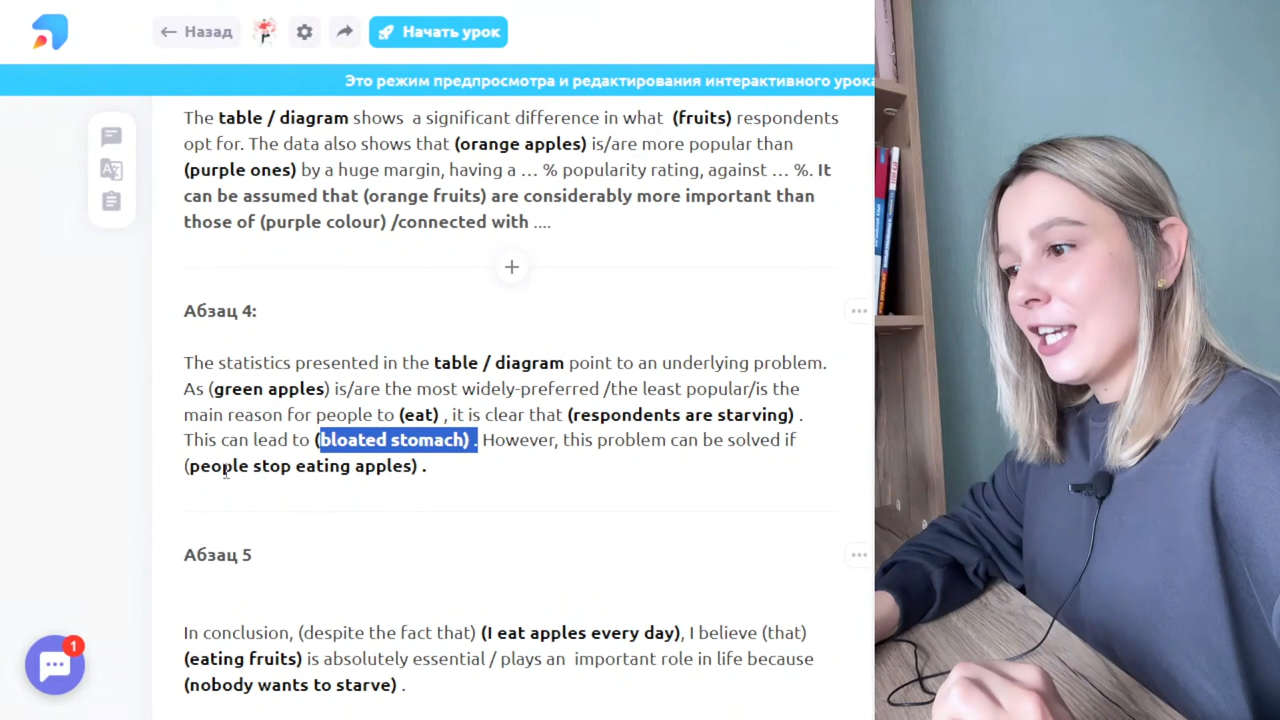 Назад
Начать урок
Это режим предпросмотра и редактирования интерактивного урока
The table / diagram shows a significant difference in what (fruits) respondents
opt for. The data also shows that (orange apples) is/are more popular than
(purple ones) by a huge margin, having a ... % popularity rating, against ... %. It
can be assumed that (orange fruits) are considerably more important than
those of (purple colour) /connected with ....
Абзац 4:
The statistics presented in the table / diagram point to an underlying problem.
As (green apples) is/are the most widely-preferred /the least popular/is the
main reason for people to (eat) , it is clear that (respondents are starving) .
This can lead to (bloated stomach) . However, this problem can be solved if
(people stop eating apples) .
Абзац 5
In conclusion, (despite the fact that) (I eat apples every day), I believe (that)
(eating fruits) is absolutely essential / plays an important role in life because
(nobody wants to starve) .
1